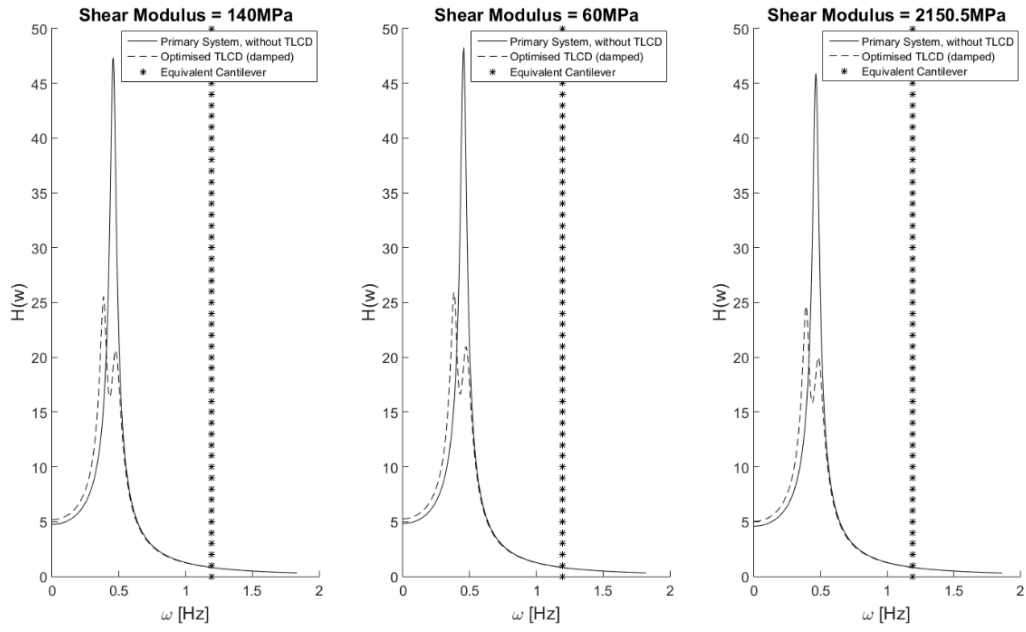 Shear Modulus = 140MPa
Primary System, without TLCD
Optimised TLCD (damped)
Equivalent Cantilever
50
45
40
35
30
25
20
15
10
5
0
H(w)
0
0.5
1
1.5
2
ω [Hz]
Shear Modulus = 60MPa
Primary System, without TLCD
Optimised TLCD (damped)
Equivalent Cantilever
50
45
40
35
30
25
20
15
10
5
0
H(w)
0
0.5
1
1.5
2
ω [Hz]
Shear Modulus = 2150.5MPa
Primary System, without TLCD
Optimised TLCD (damped)
Equivalent Cantilever
50
45
40
35
30
25
20
15
10
5
0
H(w)
0
0.5
1
1.5
2
ω [Hz]